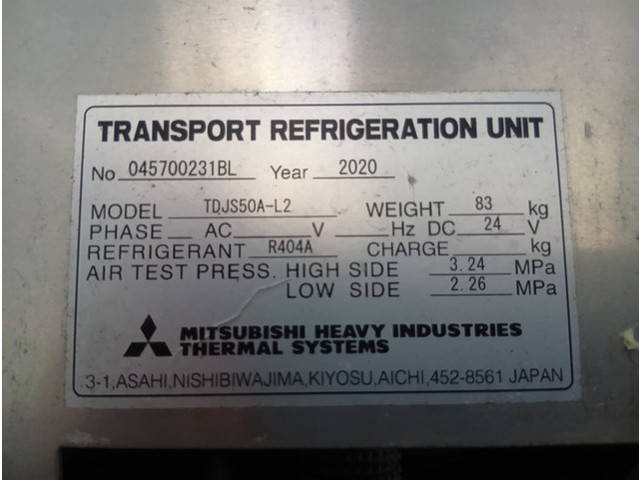 TRANSPORT REFRIGERATION UNIT
No 045700231BL Year 2020
MODEL TDJS50A-L2 WEIGHT 83 kg
PHASE AC V Hz DC 24 V
REFRIGERANT R404A CHARGE kg
AIR TEST PRESS. HIGH SIDE 3.24 MPa
LOW SIDE 2.26 MPa
MITSUBISHI HEAVY INDUSTRIES
THERMAL SYSTEMS
3-1,ASAHI,NISHIBIWAJIMA,KIYOSU,AICHI,452-8561 JAPAN